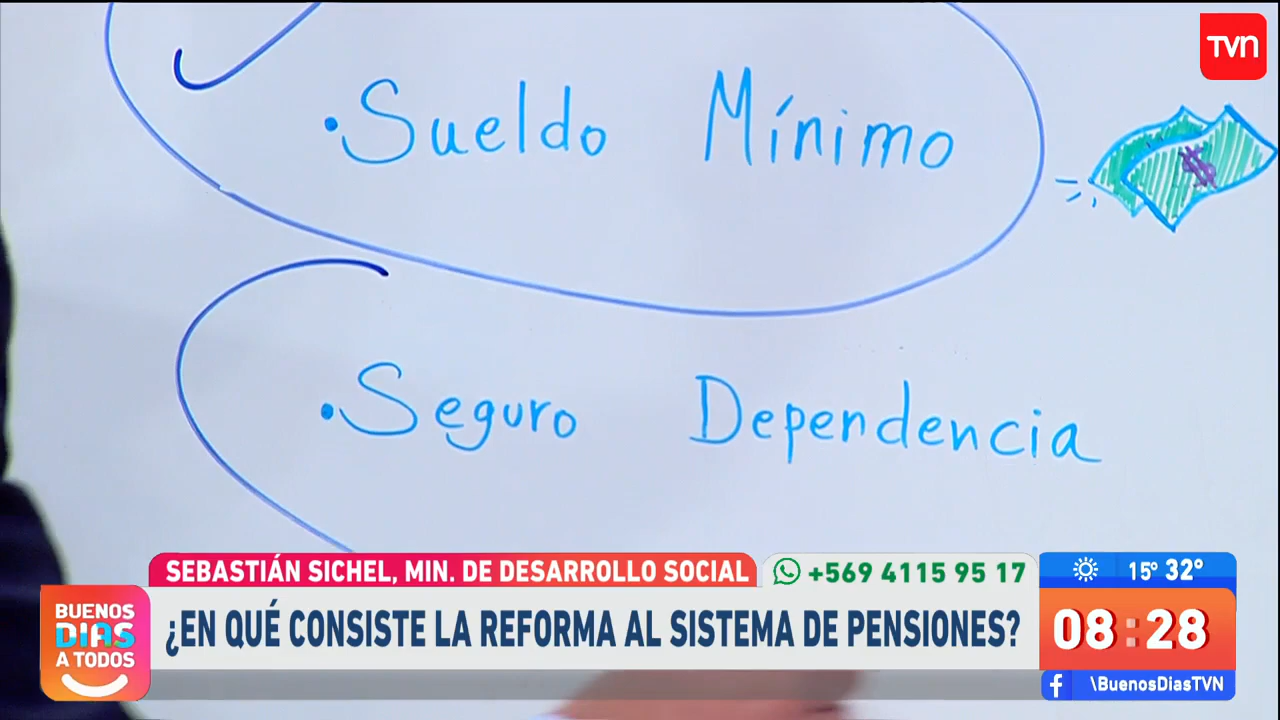 TVN
• Sueldo Mínimo
$
• Seguro Dependencia
SEBASTIÁN SICHEL, MIN. DE DESARROLLO SOCIAL
+569 4115 95 17
15° 32°
BUENOS
DÍAS
A TODOS
¿EN QUÉ CONSISTE LA REFORMA AL SISTEMA DE PENSIONES?
08:28
\BuenosDiasTVN